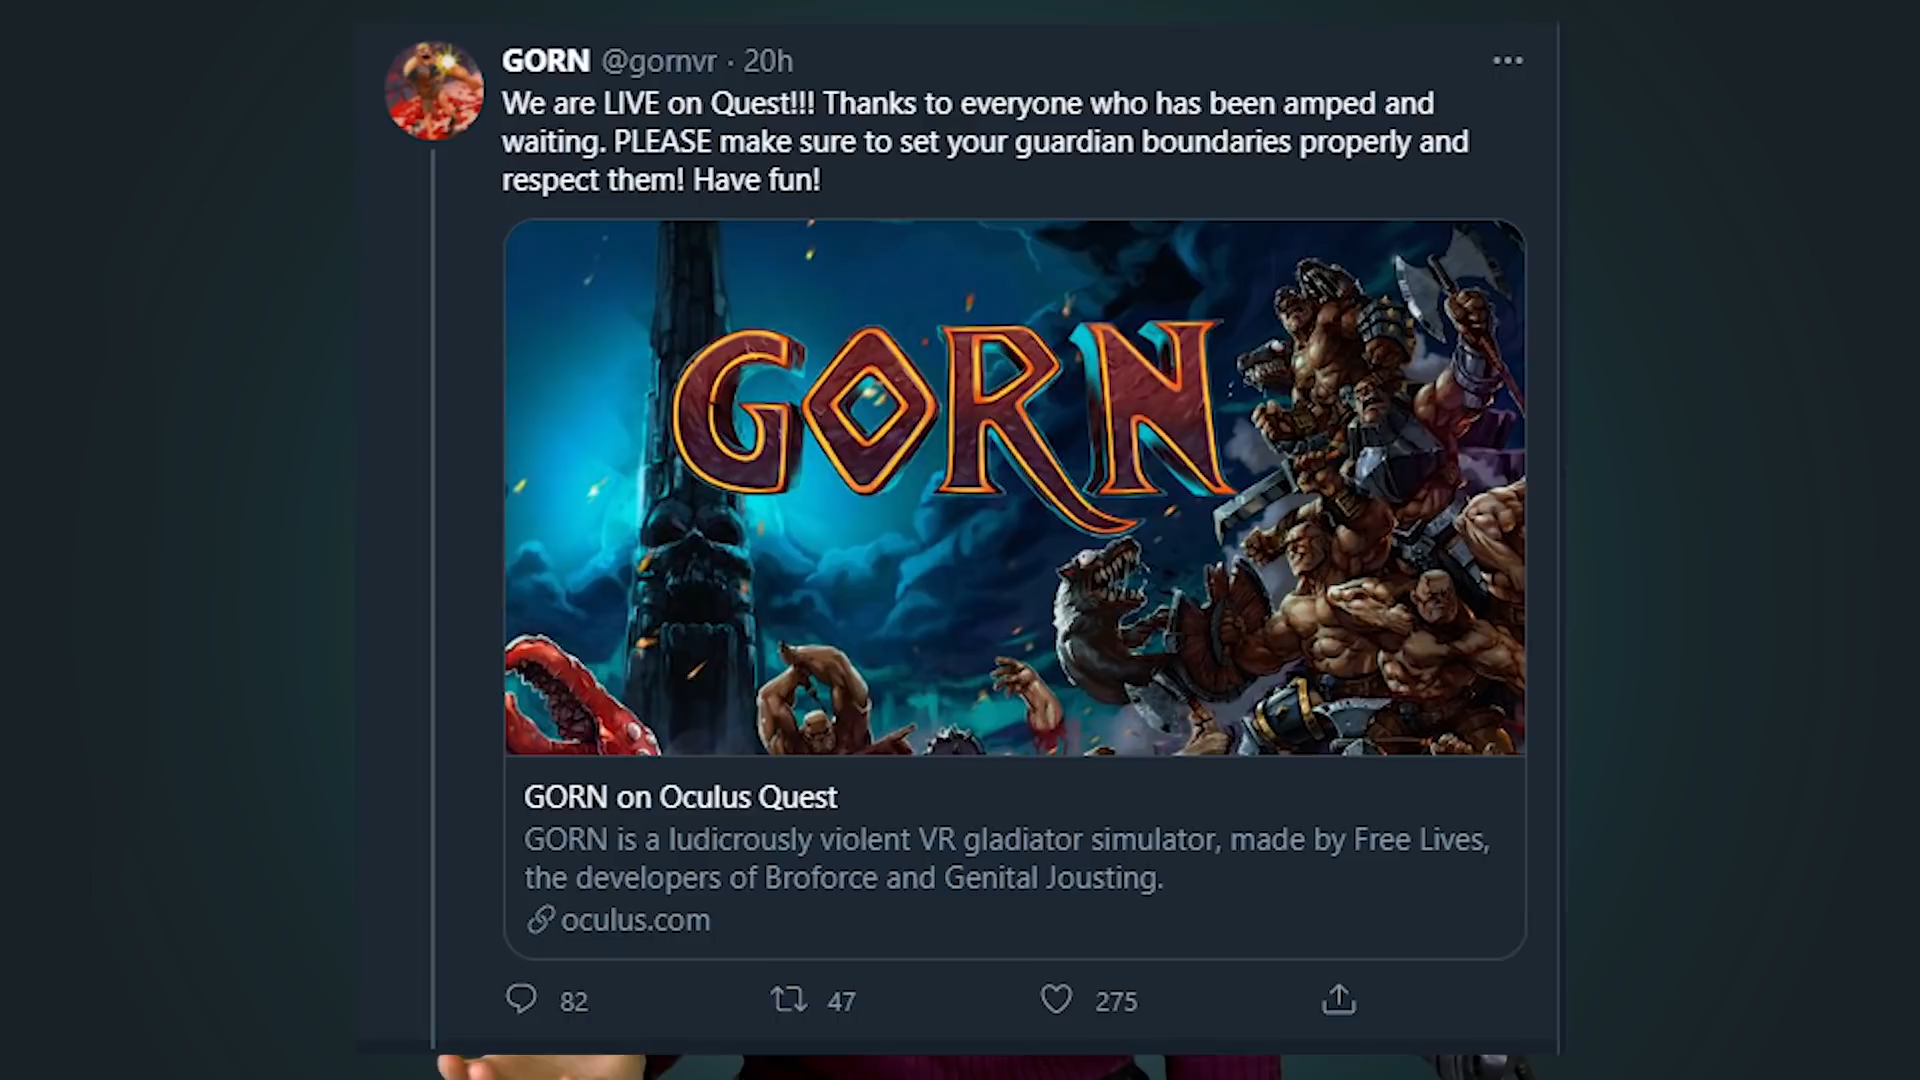 GORN @gornvr · 20h
We are LIVE on Quest!!! Thanks to everyone who has been amped and
waiting. PLEASE make sure to set your guardian boundaries properly and
respect them! Have fun!
GORN
GORN on Oculus Quest
GORN is a ludicrously violent VR gladiator simulator, made by Free Lives,
the developers of Broforce and Genital Jousting.
oculus.com
82 47 275